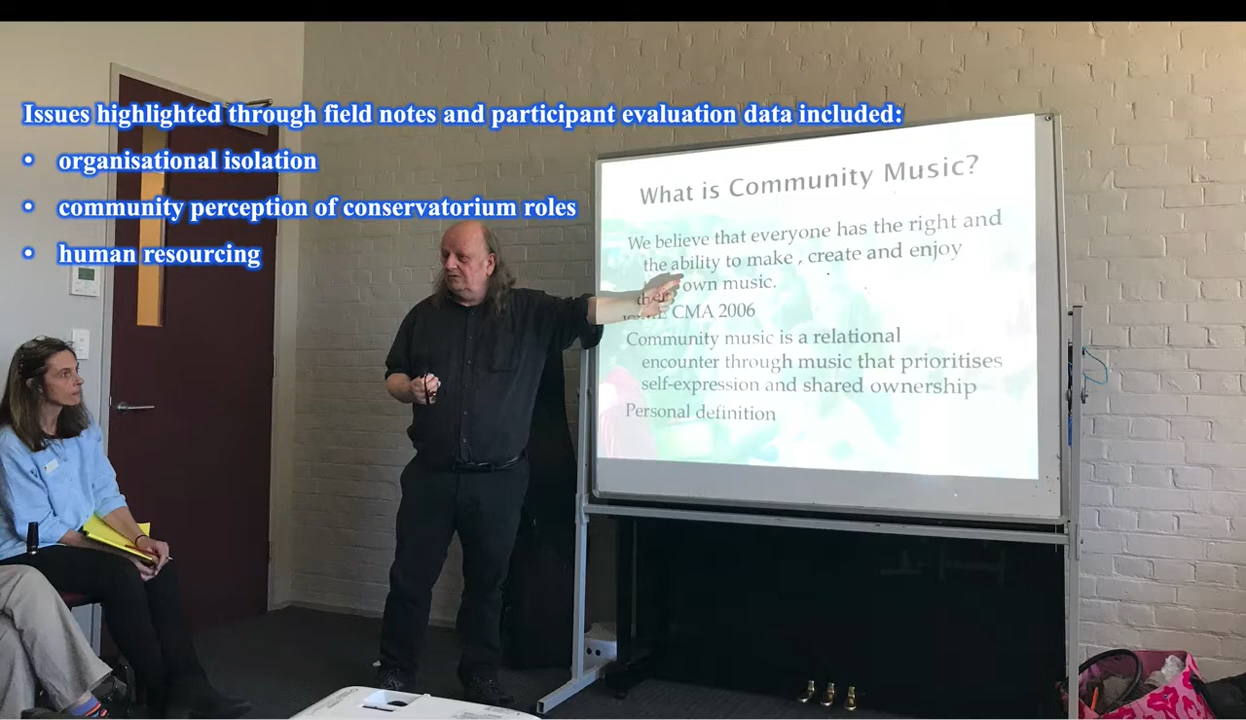 Issues highlighted through field notes and participant evaluation data included:
• organisational isolation
• community perception of conservatorium roles
• human resourcing
What is Community Music?
We believe that everyone has the right and
the ability to make , create and enjoy
own music.
CMA 2006
Community music is a relational
encounter through music that prioritises
self-expression and shared ownership
Personal definition